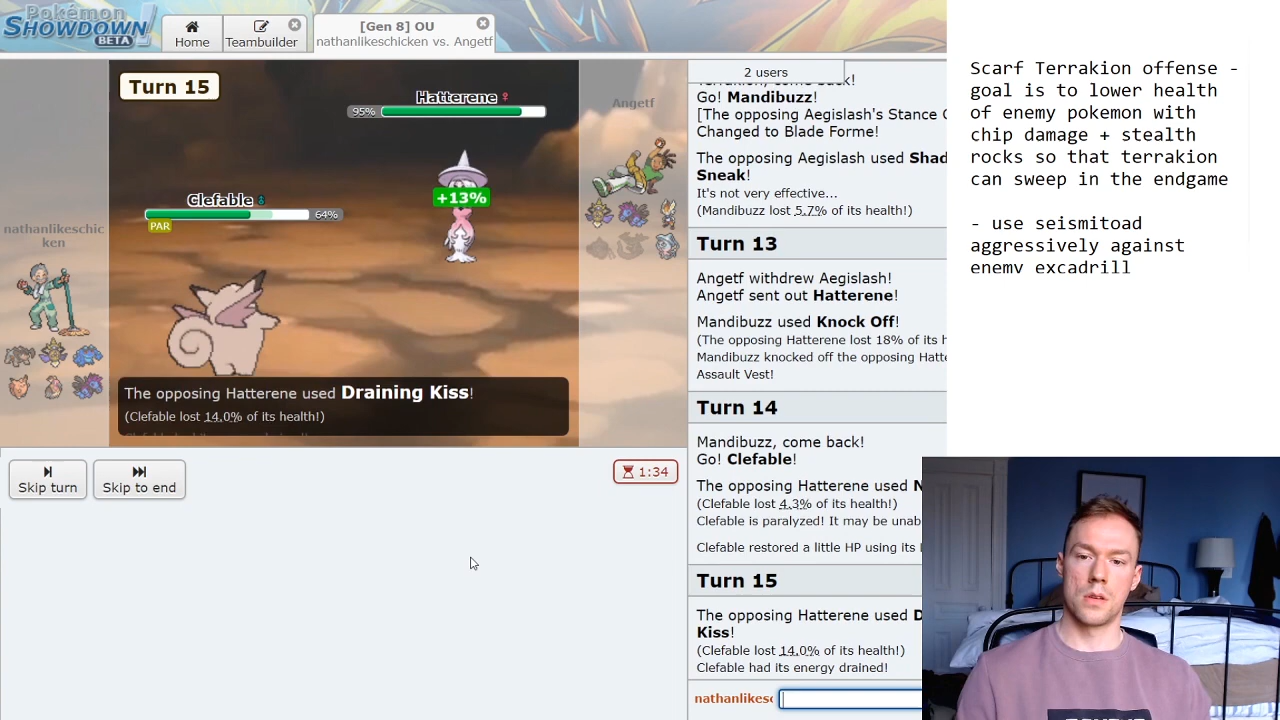 Pokémon
SHOWDOWN!
BETA
Home
Teambuilder
[Gen 8] OU
nathanlikeschicken vs. Angetf
Turn 15
Hatterene ♀
95%
+13%
Clefable
64%
PAR
nathanlikeschic
ken
Angetf
The opposing Hatterene used Draining Kiss!
(Clefable lost 14.0% of its health!)
Skip turn
Skip to end
1:34
2 users
Go! Mandibuzz!
[The opposing Aegislash's Stance C
Changed to Blade Forme!
The opposing Aegislash used Shad
Sneak!
It's not very effective...
(Mandibuzz lost 5.7% of its health!)
Turn 13
Angetf withdrew Aegislash!
Angetf sent out Hatterene!
Mandibuzz used Knock Off!
(The opposing Hatterene lost 18% of its h
Mandibuzz knocked off the opposing Hatte
Assault Vest!
Turn 14
Mandibuzz, come back!
Go! Clefable!
The opposing Hatterene used N
(Clefable lost 4.3% of its health!)
Clefable is paralyzed! It may be unab
Clefable restored a little HP using its
Turn 15
The opposing Hatterene used D
Kiss!
(Clefable lost 14.0% of its health!)
Clefable had its energy drained!
nathanlikesc
Scarf Terrakion offense -
goal is to lower health
of enemy pokemon with
chip damage + stealth
rocks so that terrakion
can sweep in the endgame
- use seismitoad
aggressively against
enemy excadrill